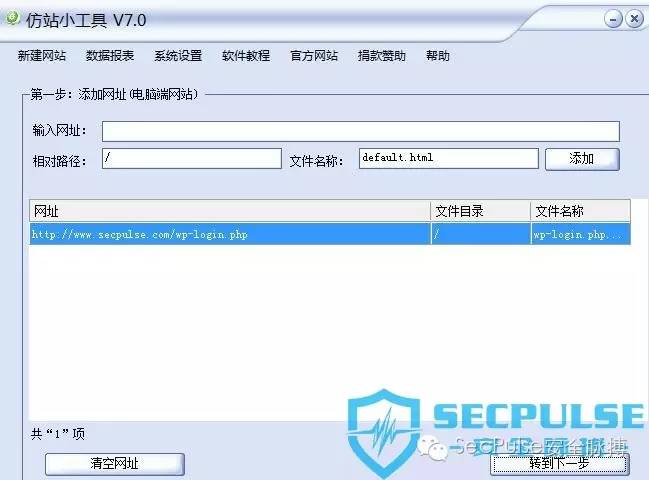 仿站小工具 V7.0
新建网站 数据报表 系统设置 软件教程 官方网站 捐款赞助 帮助
第一步: 添加网址(电脑端网站)
输入网址:
相对路径: / 文件名称: default.html 添加
网址 文件目录 文件名称
http://www.secpulse.com/wp-login.php / wp-login.php...
SECPULSE
共“1”项
SecPulse安全脉搏
清空网址 转到下一步